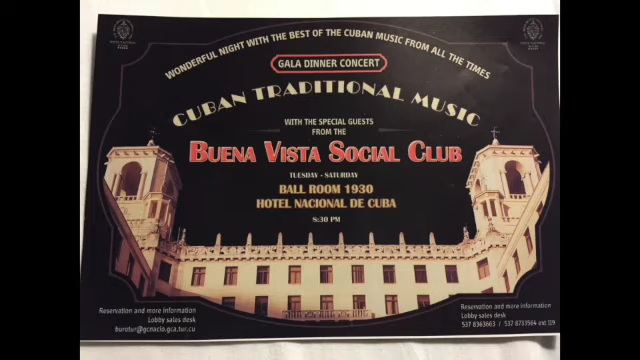 WONDERFUL NIGHT WITH THE BEST OF THE CUBAN MUSIC FROM ALL THE TIMES
GALA DINNER CONCERT
CUBAN TRADITIONAL MUSIC
WITH THE SPECIAL GUESTS
FROM THE
BUENA VISTA SOCIAL CLUB
TUESDAY - SATURDAY
BALL ROOM 1930
HOTEL NACIONAL DE CUBA
8:30 PM
Reservation and more information
Lobby sales desk
Reservation and more information
Lobby sales desk
537 8363663 / 537 8733564 ext 119